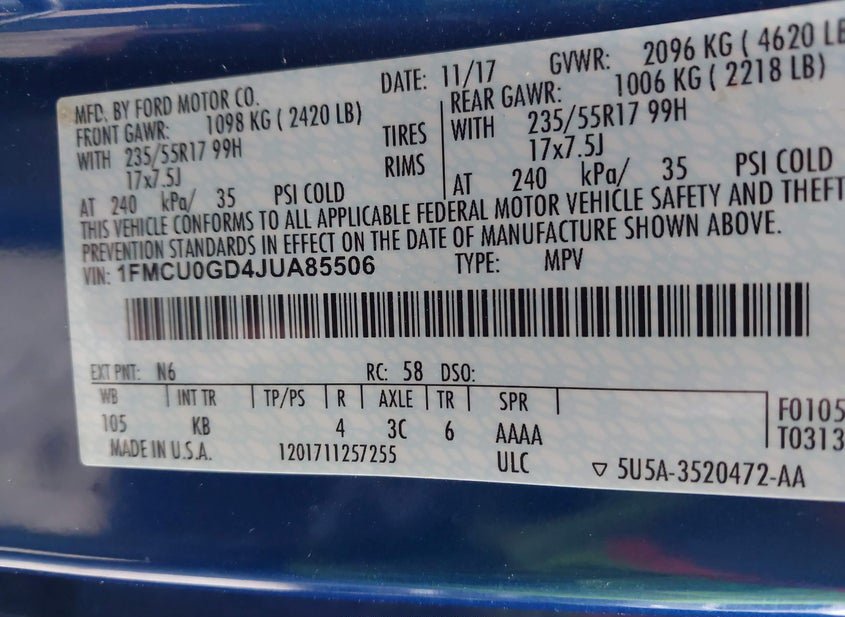 DATE: 11/17 GVWR: 2096 KG ( 4620 LB
MFD. BY FORD MOTOR CO.
FRONT GAWR: 1098 KG ( 2420 LB) REAR GAWR: 1006 KG ( 2218 LB)
WITH 235/55R17 99H TIRES WITH 235/55R17 99H
17x7.5J RIMS 17x7.5J
AT 240 kPa/ 35 PSI COLD AT 240 kPa/ 35 PSI COLD
THIS VEHICLE CONFORMS TO ALL APPLICABLE FEDERAL MOTOR VEHICLE SAFETY AND THEFT
PREVENTION STANDARDS IN EFFECT ON THE DATE OF MANUFACTURE SHOWN ABOVE.
VIN: 1FMCU0GD4JUA85506 TYPE: MPV
EXT PNT: N6 RC: 58 DSO:
WB INT TR TP/PS R AXLE TR SPR
105 KB 4 3C 6 AAAA
F0105
T0313
MADE IN U.S.A. 1201711257255 ULC 5U5A-3520472-AA